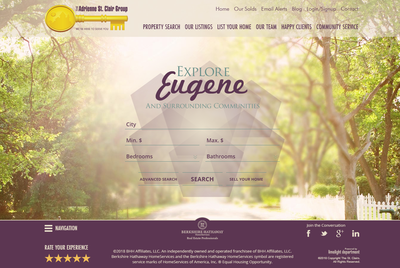 Adrienne St. Clair Group
Home Our Solds Email Alerts Blog Login/Signup Contact
PROPERTY SEARCH OUR LISTINGS LIST YOUR HOME OUR TEAM HAPPY CLIENTS COMMUNITY SERVICE
EXPLORE
Eugene
AND SURROUNDING COMMUNITIES
City
Min. $ Max. $
Bedrooms Bathrooms
ADVANCED SEARCH SEARCH SELL YOUR HOME
NAVIGATION
RATE YOUR EXPERIENCE
BERKSHIRE HATHAWAY
HomeServices
Real Estate Professionals
©2018 BHH Affiliates, LLC. An independently owned and operated franchisee of BHH Affiliates, LLC.
Berkshire Hathaway HomeServices and the Berkshire Hathaway HomeServices symbol are registered
service marks of HomeServices of America, Inc. ® Equal Housing Opportunity.
Join the Conversation
f in g+